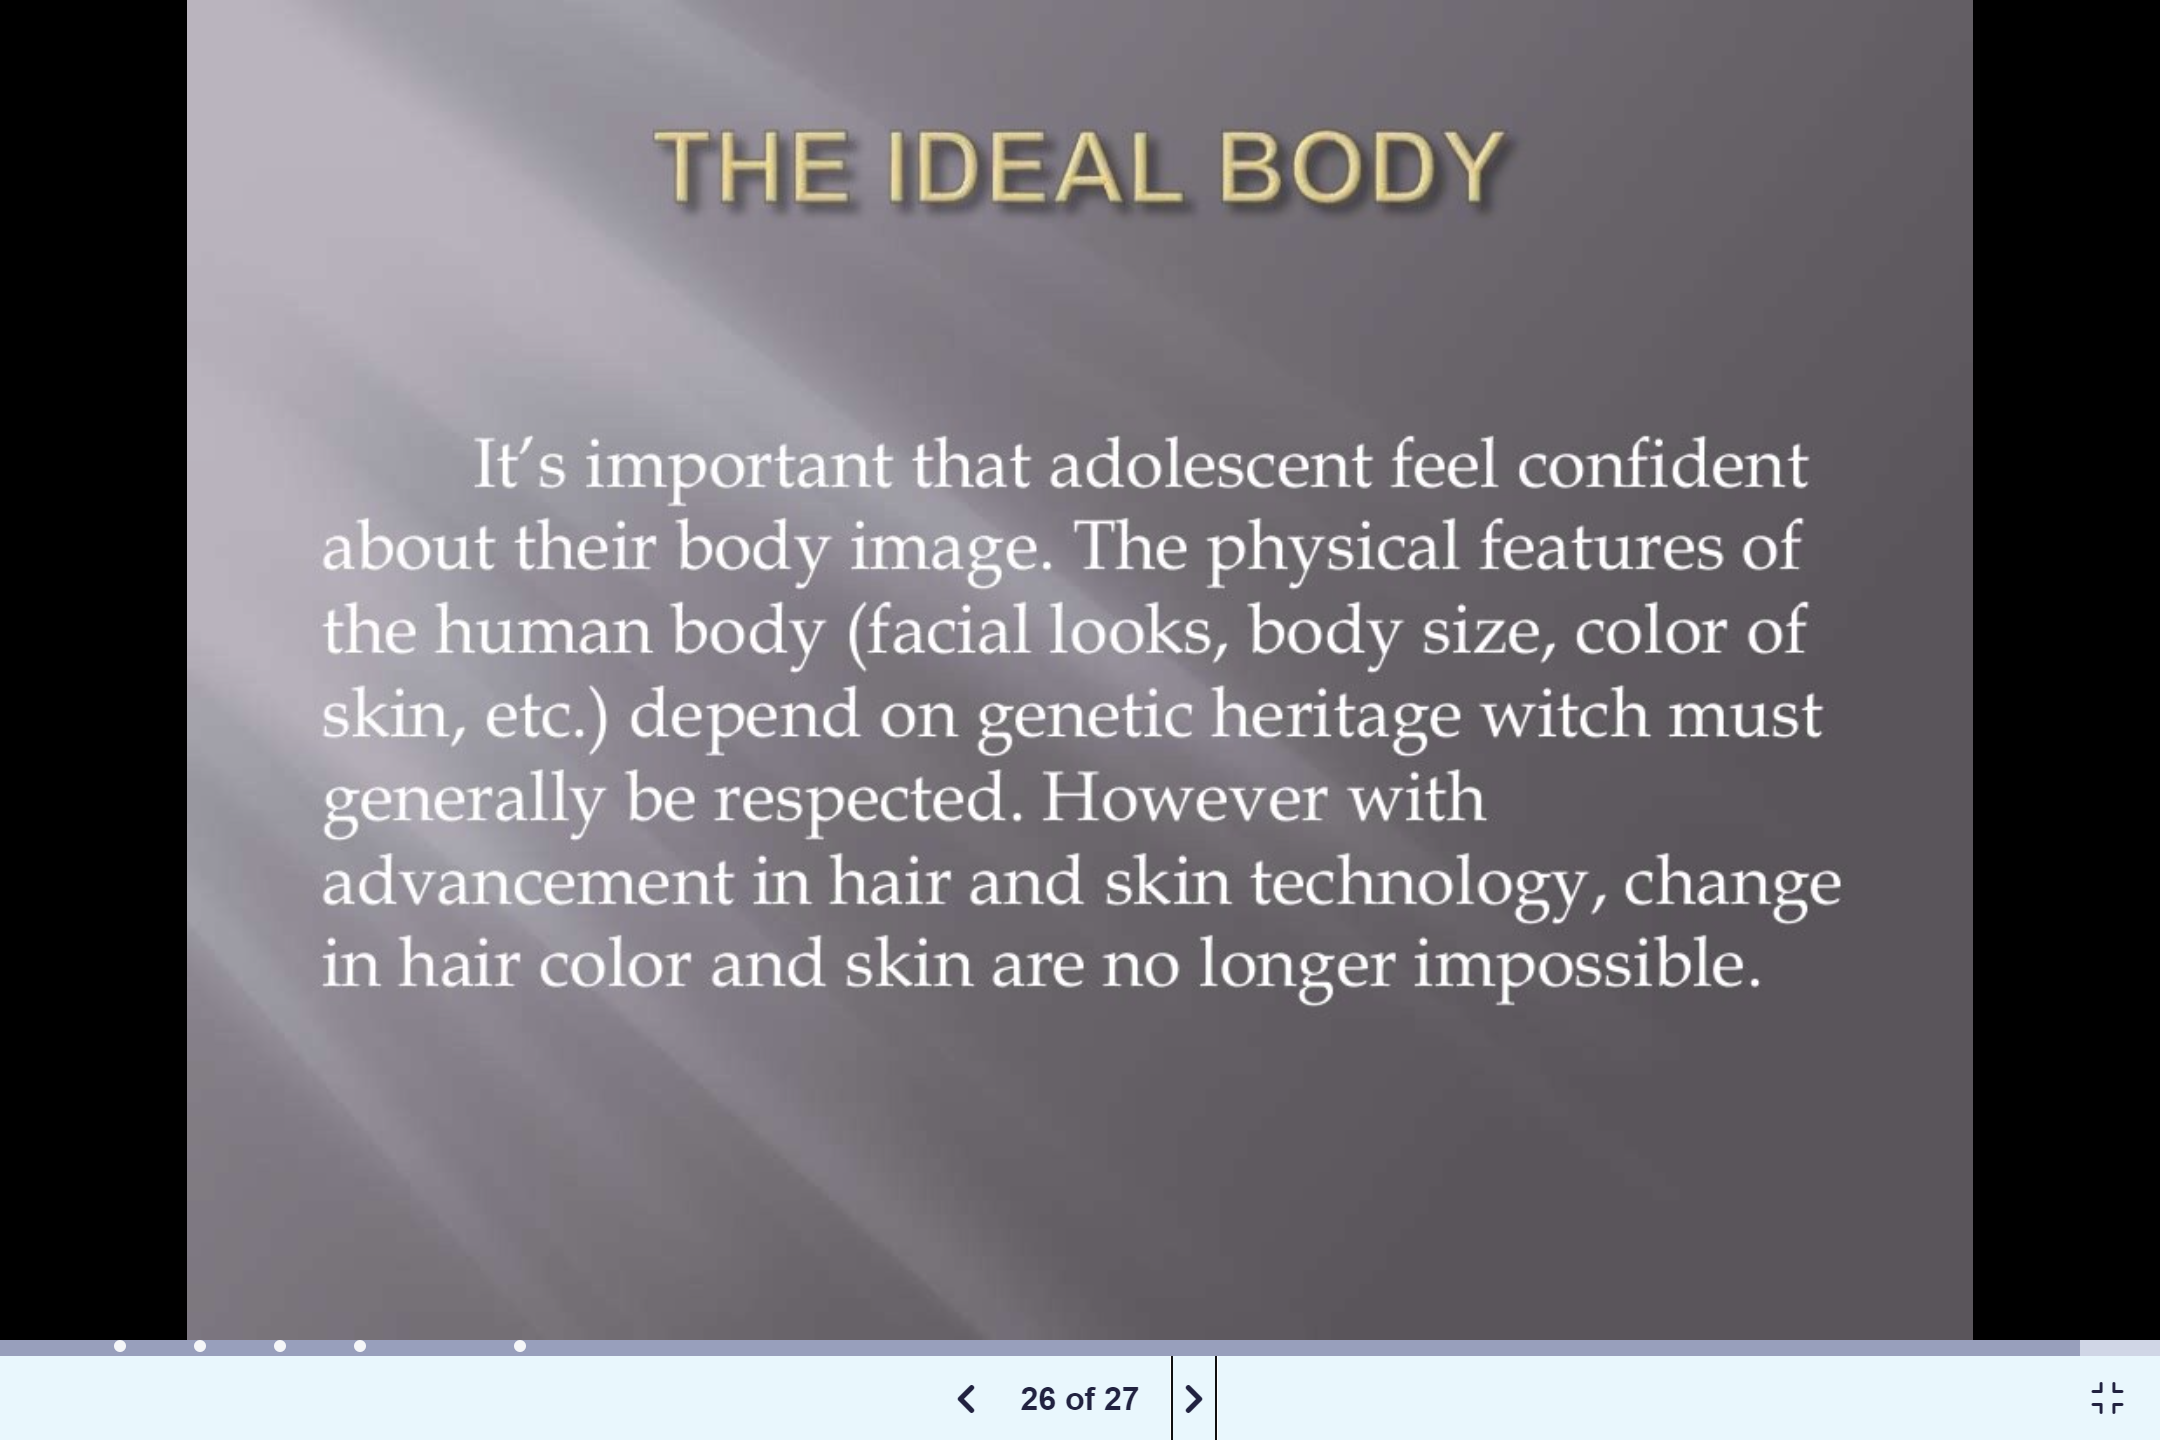 THE IDEAL BODY
It’s important that adolescent feel confident
about their body image. The physical features of
the human body (facial looks, body size, color of
skin, etc.) depend on genetic heritage witch must
generally be respected. However with
advancement in hair and skin technology, change
in hair color and skin are no longer impossible.
26 of 27